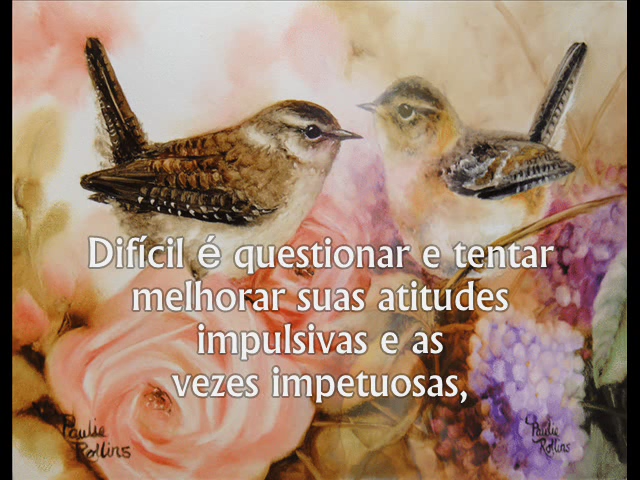 Difícil é questionar e tentar
melhorar suas atitudes
impulsivas e as
vezes impetuosas,
Paulie
Rollins
Paulie
Rollins